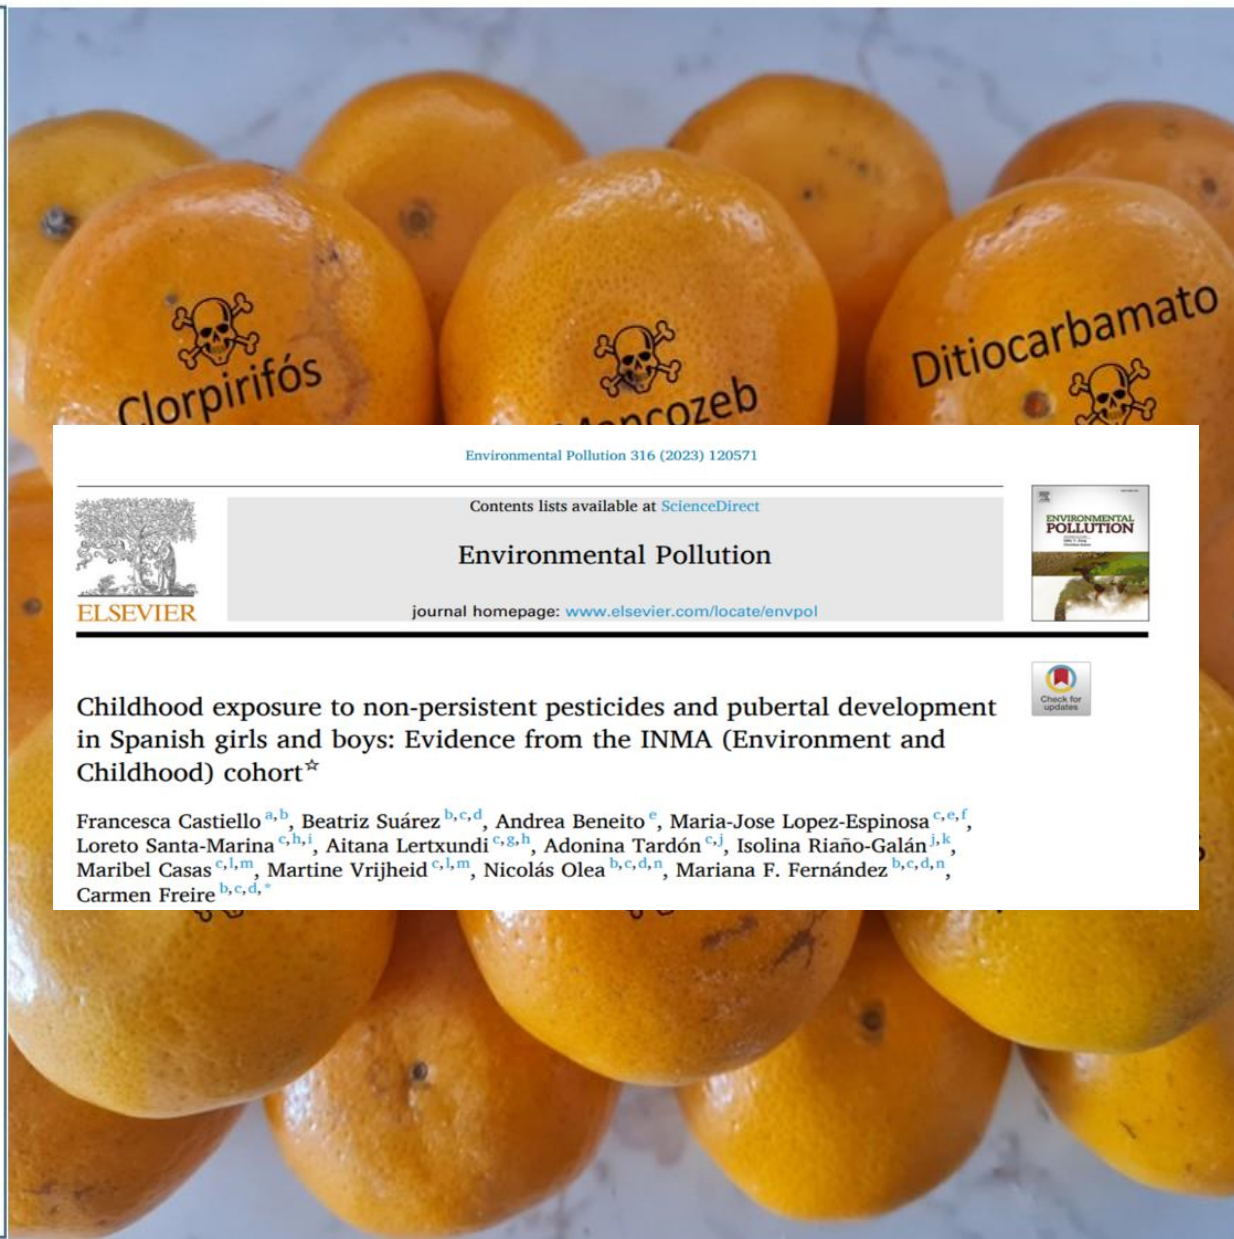 Clorpirifós
Mancozeb
Ditiocarbamato
Environmental Pollution 316 (2023) 120571
Contents lists available at ScienceDirect
Environmental Pollution
journal homepage: www.elsevier.com/locate/envpol
ELSEVIER
ENVIRONMENTAL
POLLUTION
Check for
updates
Childhood exposure to non-persistent pesticides and pubertal development
in Spanish girls and boys: Evidence from the INMA (Environment and
Childhood) cohort☆
Francesca Castiello a,b, Beatriz Suárez b,c,d, Andrea Beneito e, Maria-Jose Lopez-Espinosa c,e,f,
Loreto Santa-Marina c,h,i, Aitana Lertxundi c,g,h, Adonina Tardón c,j, Isolina Riaño-Galán j,k,
Maribel Casas c,l,m, Martine Vrijheid c,l,m, Nicolás Olea b,c,d,n, Mariana F. Fernández b,c,d,n,
Carmen Freire b,c,d,*